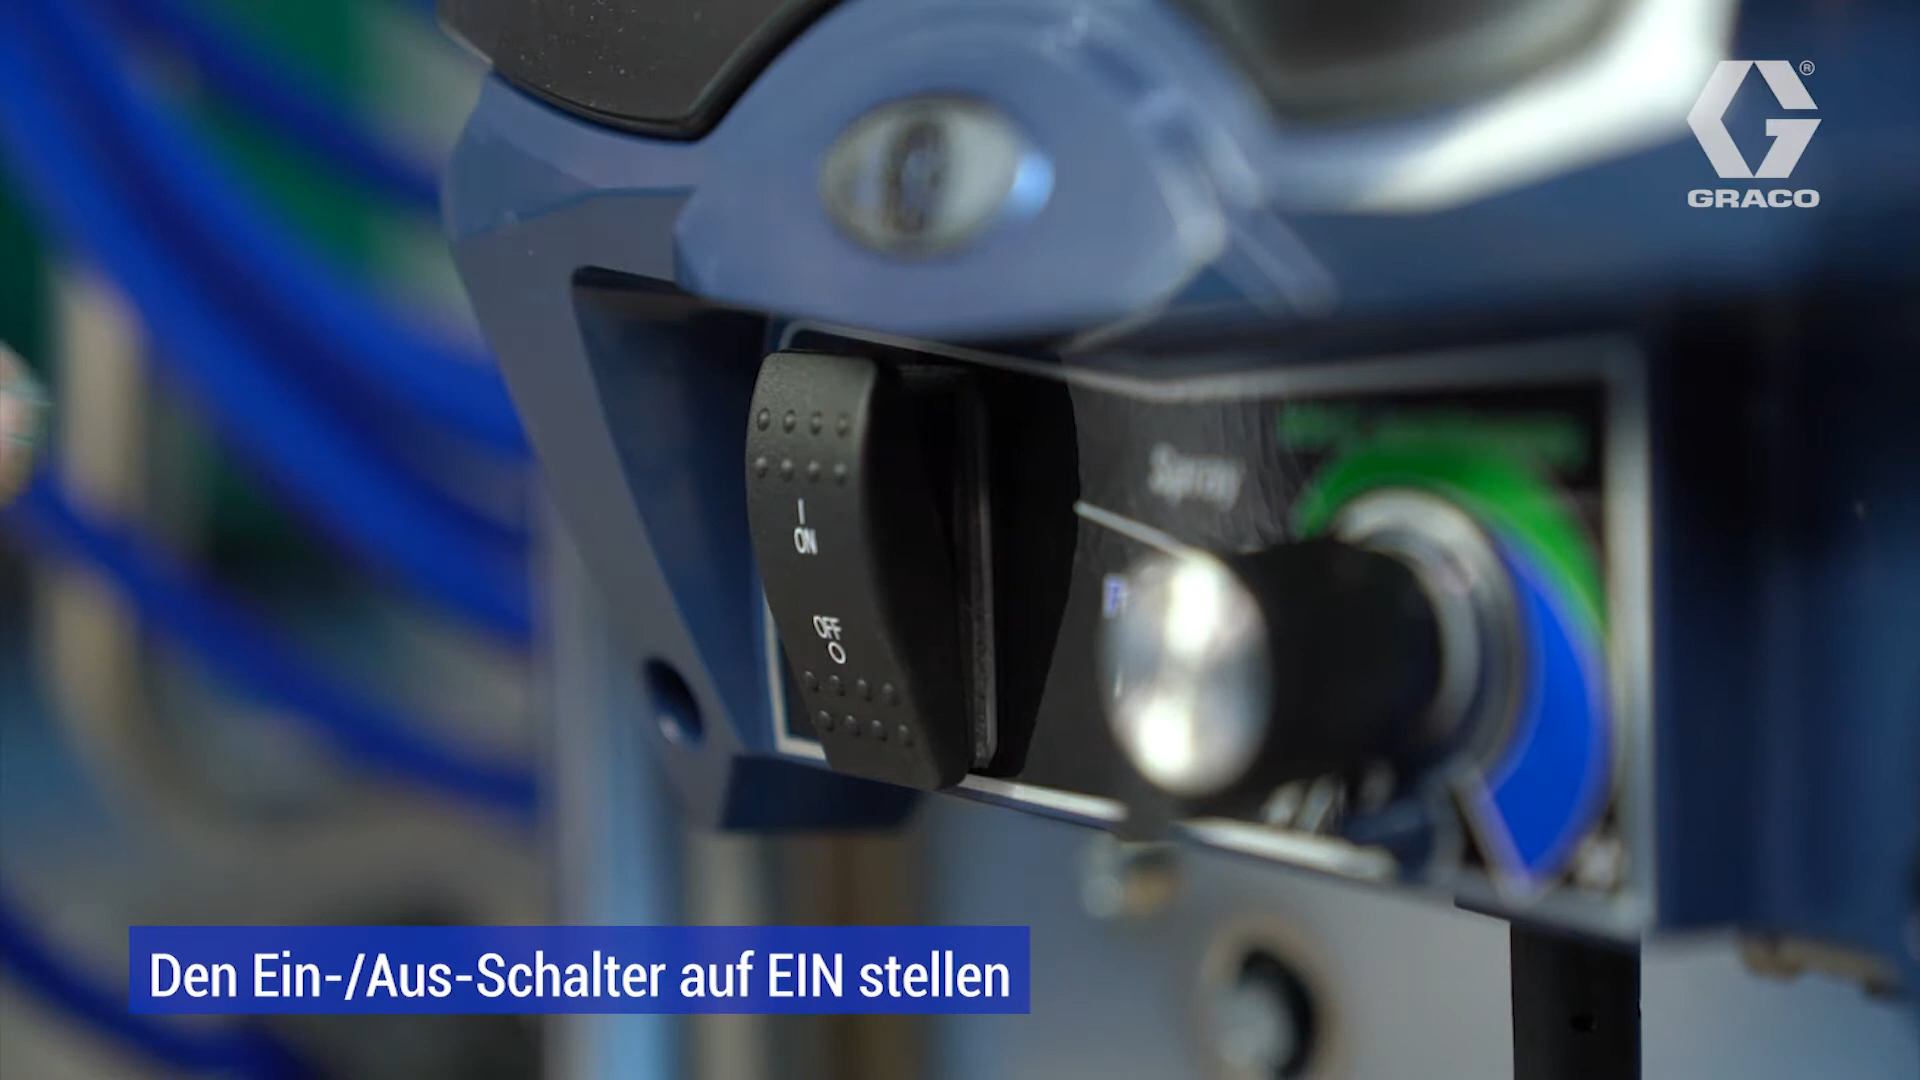 ®
GRACO
I
ON
OFF
O
Spray
Den Ein-/Aus-Schalter auf EIN stellen